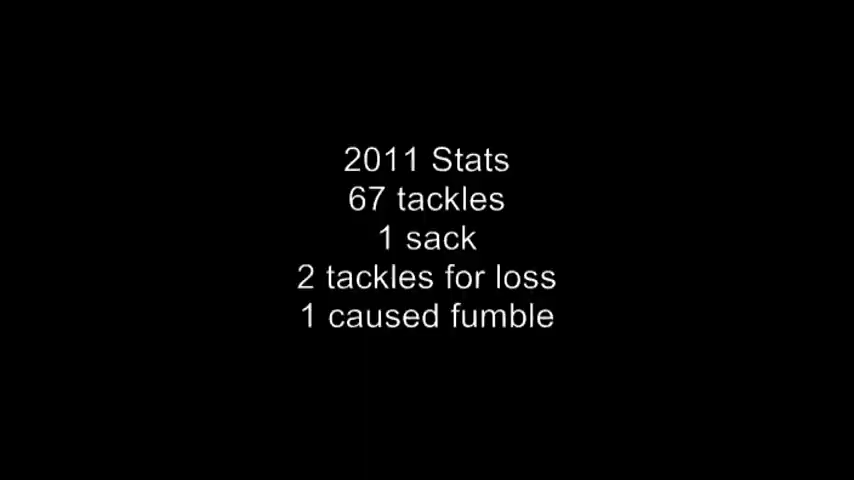 2011 Stats
67 tackles
1 sack
2 tackles for loss
1 caused fumble